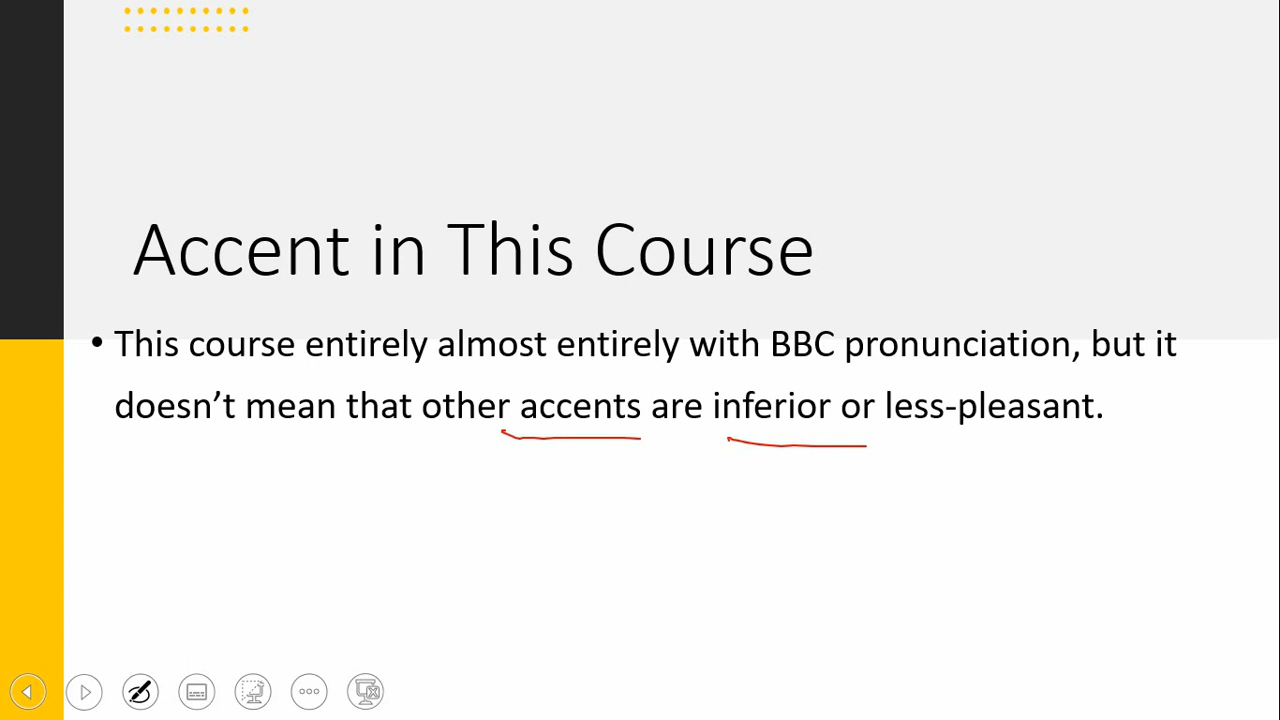 Accent in This Course
• This course entirely almost entirely with BBC pronunciation, but it
doesn’t mean that other accents are inferior or less-pleasant.